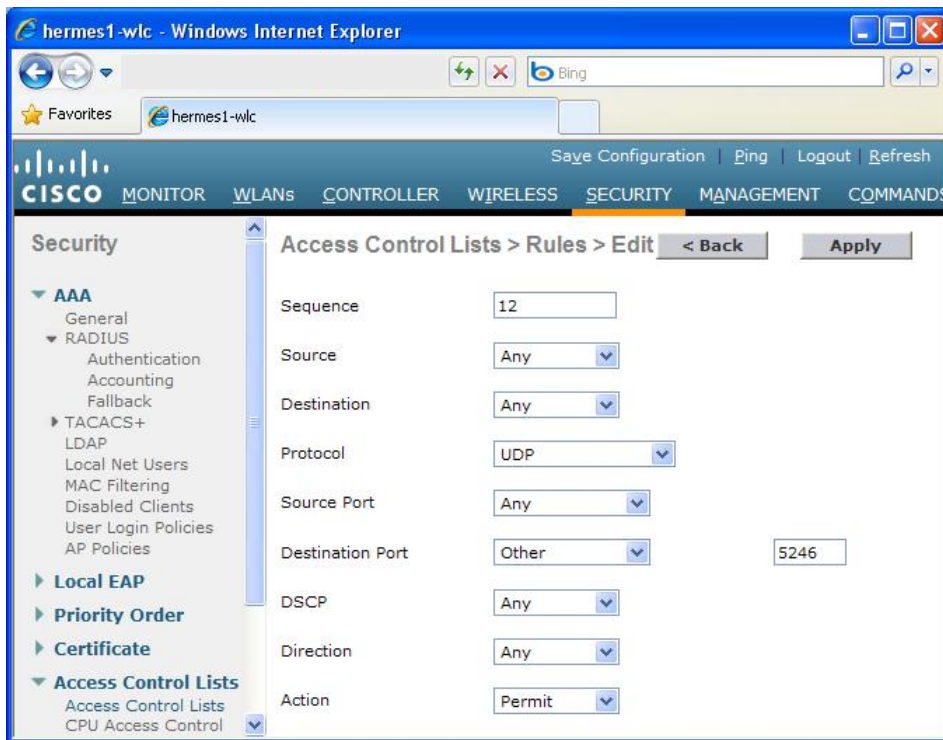 hermes1-wlc - Windows Internet Explorer
Bing
Favorites
hermes1-wlc
Save Configuration | Ping | Logout | Refresh
CISCO
MONITOR WLANs CONTROLLER WIRELESS SECURITY MANAGEMENT COMMANDS
Security
AAA
General
RADIUS
Authentication
Accounting
Fallback
TACACS+
LDAP
Local Net Users
MAC Filtering
Disabled Clients
User Login Policies
AP Policies
Local EAP
Priority Order
Certificate
Access Control Lists
Access Control Lists
CPU Access Control
Access Control Lists > Rules > Edit
< Back
Apply
Sequence 12
Source Any
Destination Any
Protocol UDP
Source Port Any
Destination Port Other 5246
DSCP Any
Direction Any
Action Permit